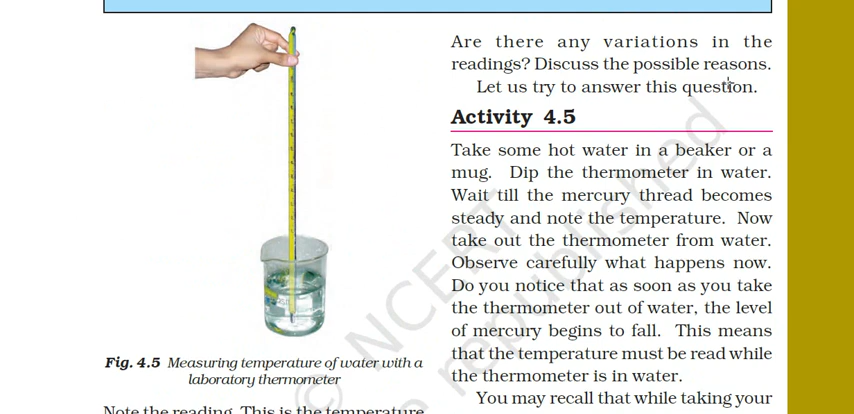 Fig. 4.5 Measuring temperature of water with a
laboratory thermometer
Note the reading. This is the temperature
Are there any variations in the
readings? Discuss the possible reasons.
Let us try to answer this question.
Activity 4.5
Take some hot water in a beaker or a
mug. Dip the thermometer in water.
Wait till the mercury thread becomes
steady and note the temperature. Now
take out the thermometer from water.
Observe carefully what happens now.
Do you notice that as soon as you take
the thermometer out of water, the level
of mercury begins to fall. This means
that the temperature must be read while
the thermometer is in water.
You may recall that while taking your
© NCERT
republished